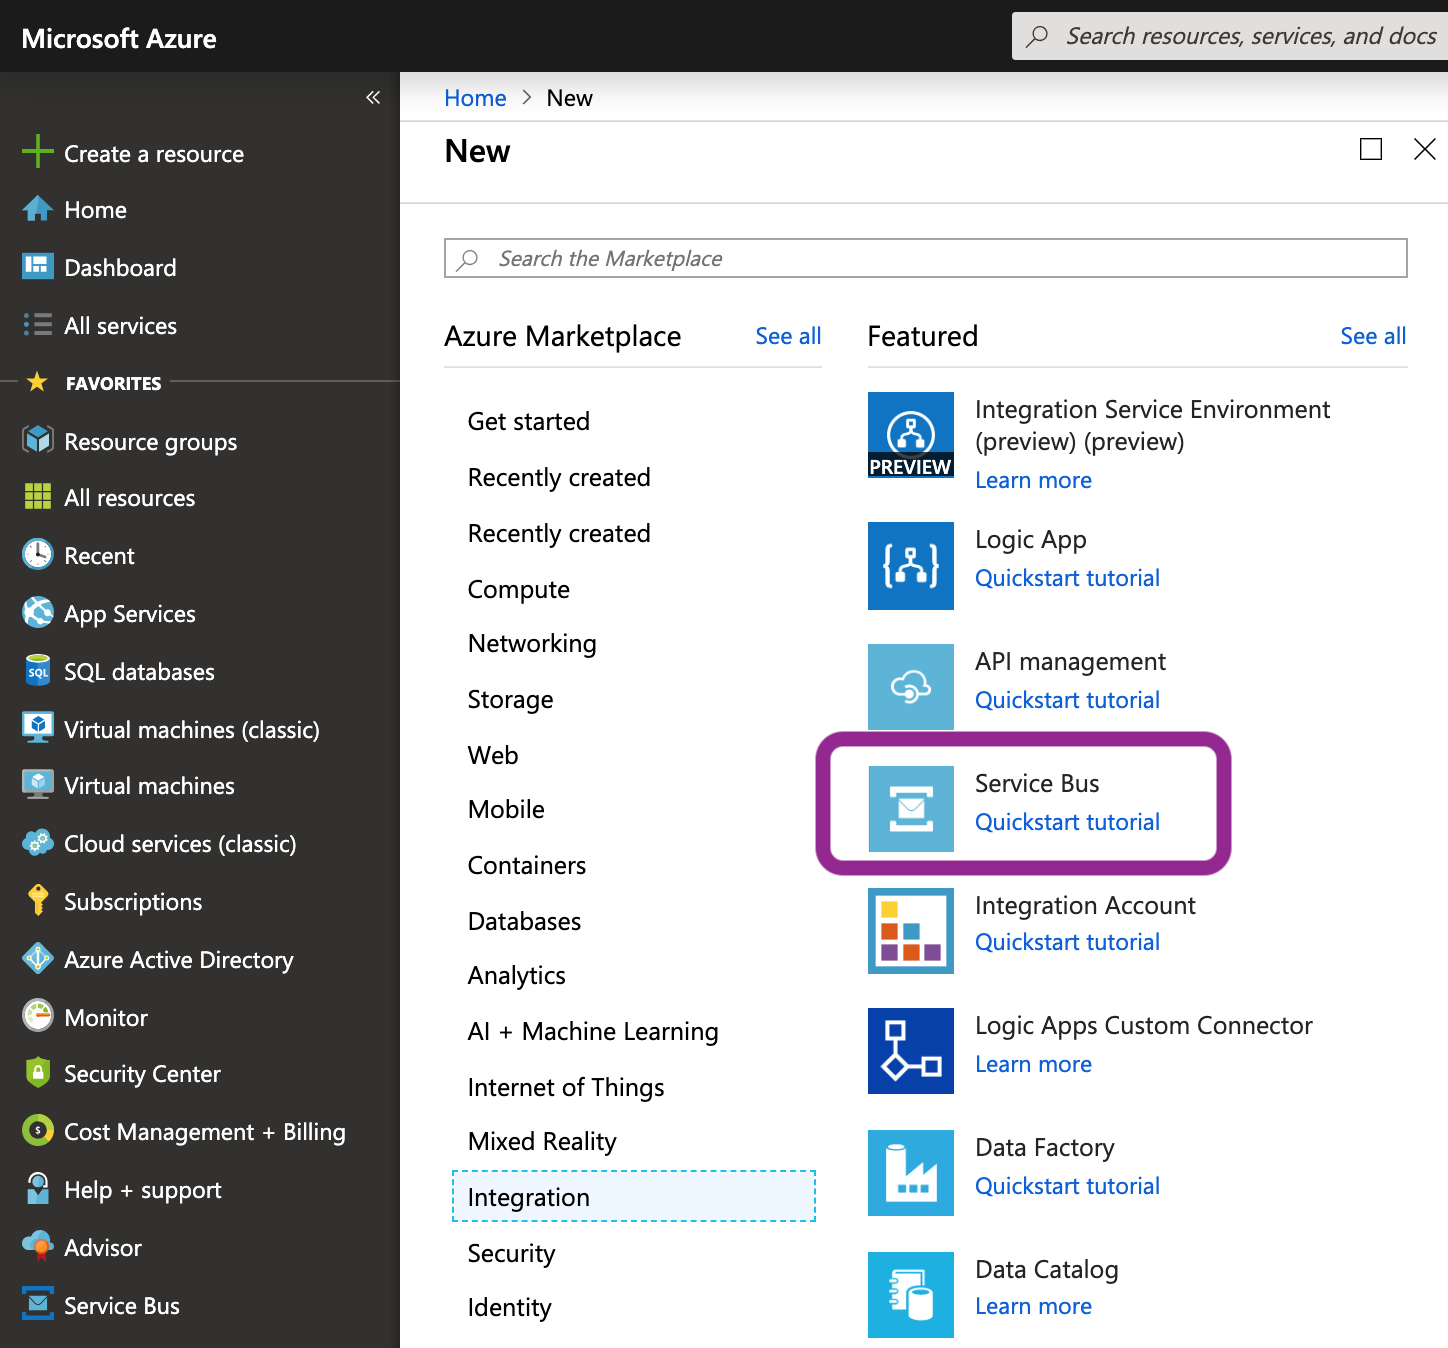 Microsoft Azure
Search resources, services, and docs
«
Home > New
New
Create a resource
Home
Dashboard
All services
FAVORITES
Resource groups
All resources
Recent
App Services
SQL
SQL databases
Virtual machines (classic)
Virtual machines
Cloud services (classic)
Subscriptions
Azure Active Directory
Monitor
Security Center
$
Cost Management + Billing
Help + support
Advisor
Service Bus
Search the Marketplace
Azure Marketplace
See all
Get started
Recently created
Recently created
Compute
Networking
Storage
Web
Mobile
Containers
Databases
Analytics
AI + Machine Learning
Internet of Things
Mixed Reality
Integration
Security
Identity
Featured
See all
PREVIEW
Integration Service Environment
(preview) (preview)
Learn more
Logic App
Quickstart tutorial
API management
Quickstart tutorial
Service Bus
Quickstart tutorial
Integration Account
Quickstart tutorial
Logic Apps Custom Connector
Learn more
Data Factory
Quickstart tutorial
Data Catalog
Learn more